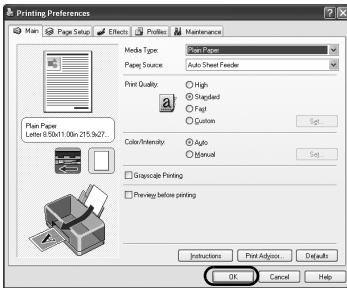 Printing Preferences
Main Page Setup Effects Profiles Maintenance
Media Type: Plain Paper
Paper Source: Auto Sheet Feeder
Print Quality: High
Standard
Fast
Custom Set...
Plain Paper
Letter 8.50x11.00in 215.9x27...
Color/Intensity: Auto
Manual Set...
Grayscale Printing
Preview before printing
Instructions Print Advisor... Defaults
OK Cancel Help